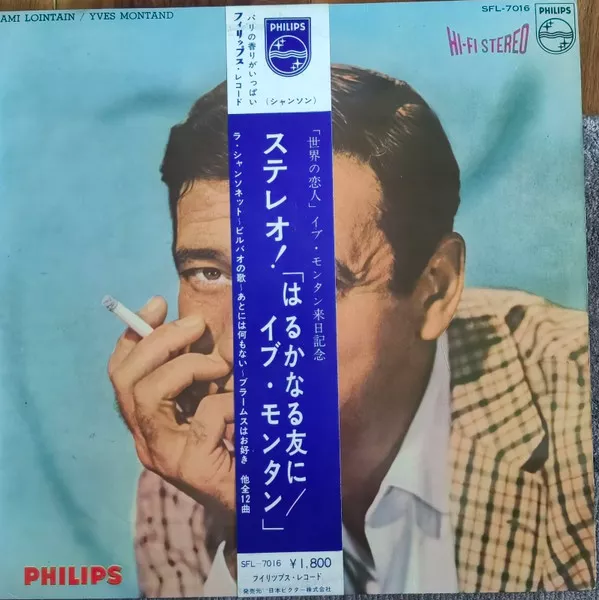 AMI LOINTAIN / YVES MONTAND
SFL-7016
HI-FI STEREO
PHILIPS
PHILIPS
パリの香りがいっぱい
フィリップス・レコード
(シャンソン)
「世界の恋人」イブ・モンタン来日記念
ステレオ!「はるかなる友に/
イブ・モンタン」
ラ・シャンソネット~ビルバオの歌~あとには何もない~ブラームスはお好き 他全12曲
SFL-7016 ¥1,800
フイリツプス・レコード
発売元 日本ビクター株式会社
PHILIPS